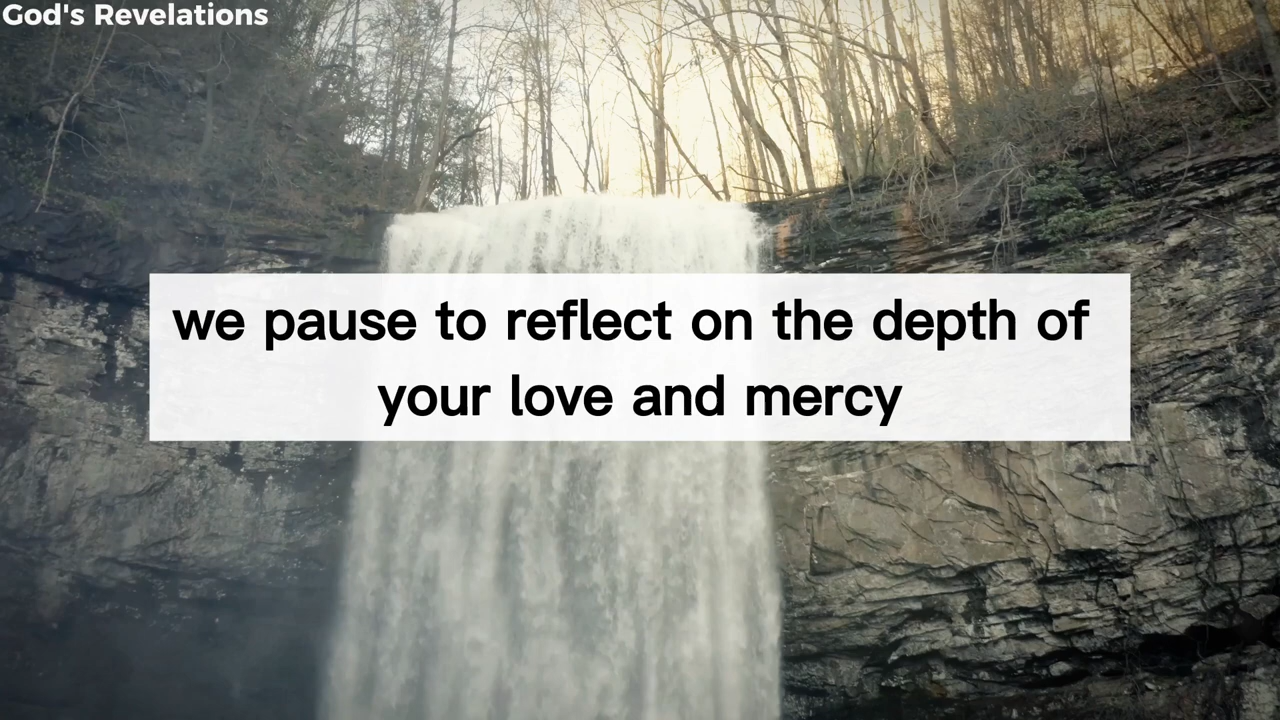 God's Revelations
we pause to reflect on the depth of
your love and mercy